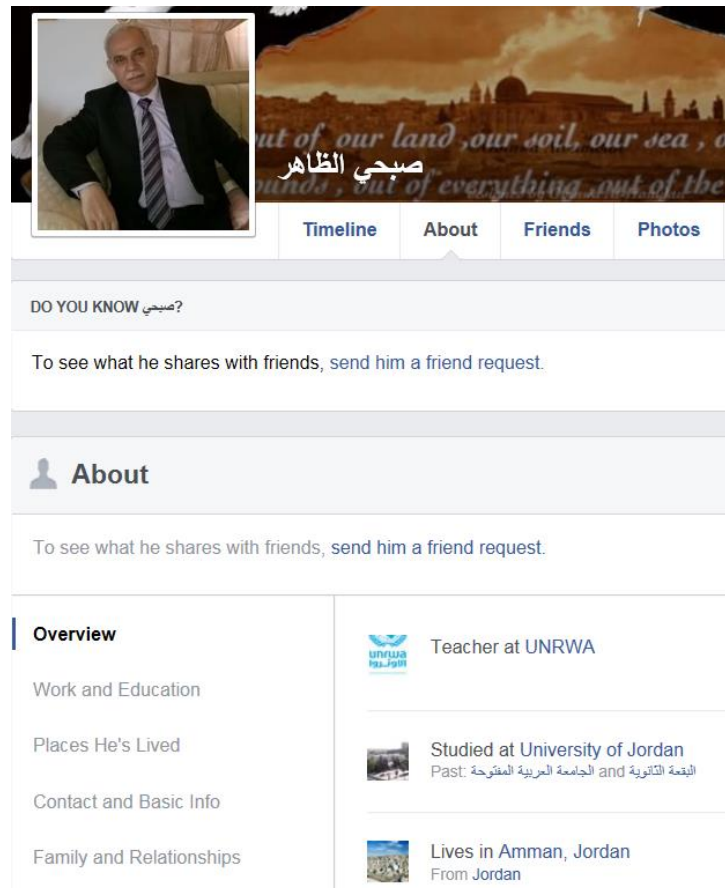 ut of our land ,our soil, our sea , o
صبحي الظاهر
ounds , out of everything ,out of the
Timeline About Friends Photos
DO YOU KNOW صبحي?
To see what he shares with friends, send him a friend request.
About
To see what he shares with friends, send him a friend request.
Overview
Work and Education
Places He's Lived
Contact and Basic Info
Family and Relationships
unrwa
الأونروا
Teacher at UNRWA
Studied at University of Jordan
Past: البقعة الثانوية and الجامعة العربية المفتوحة
Lives in Amman, Jordan
From Jordan